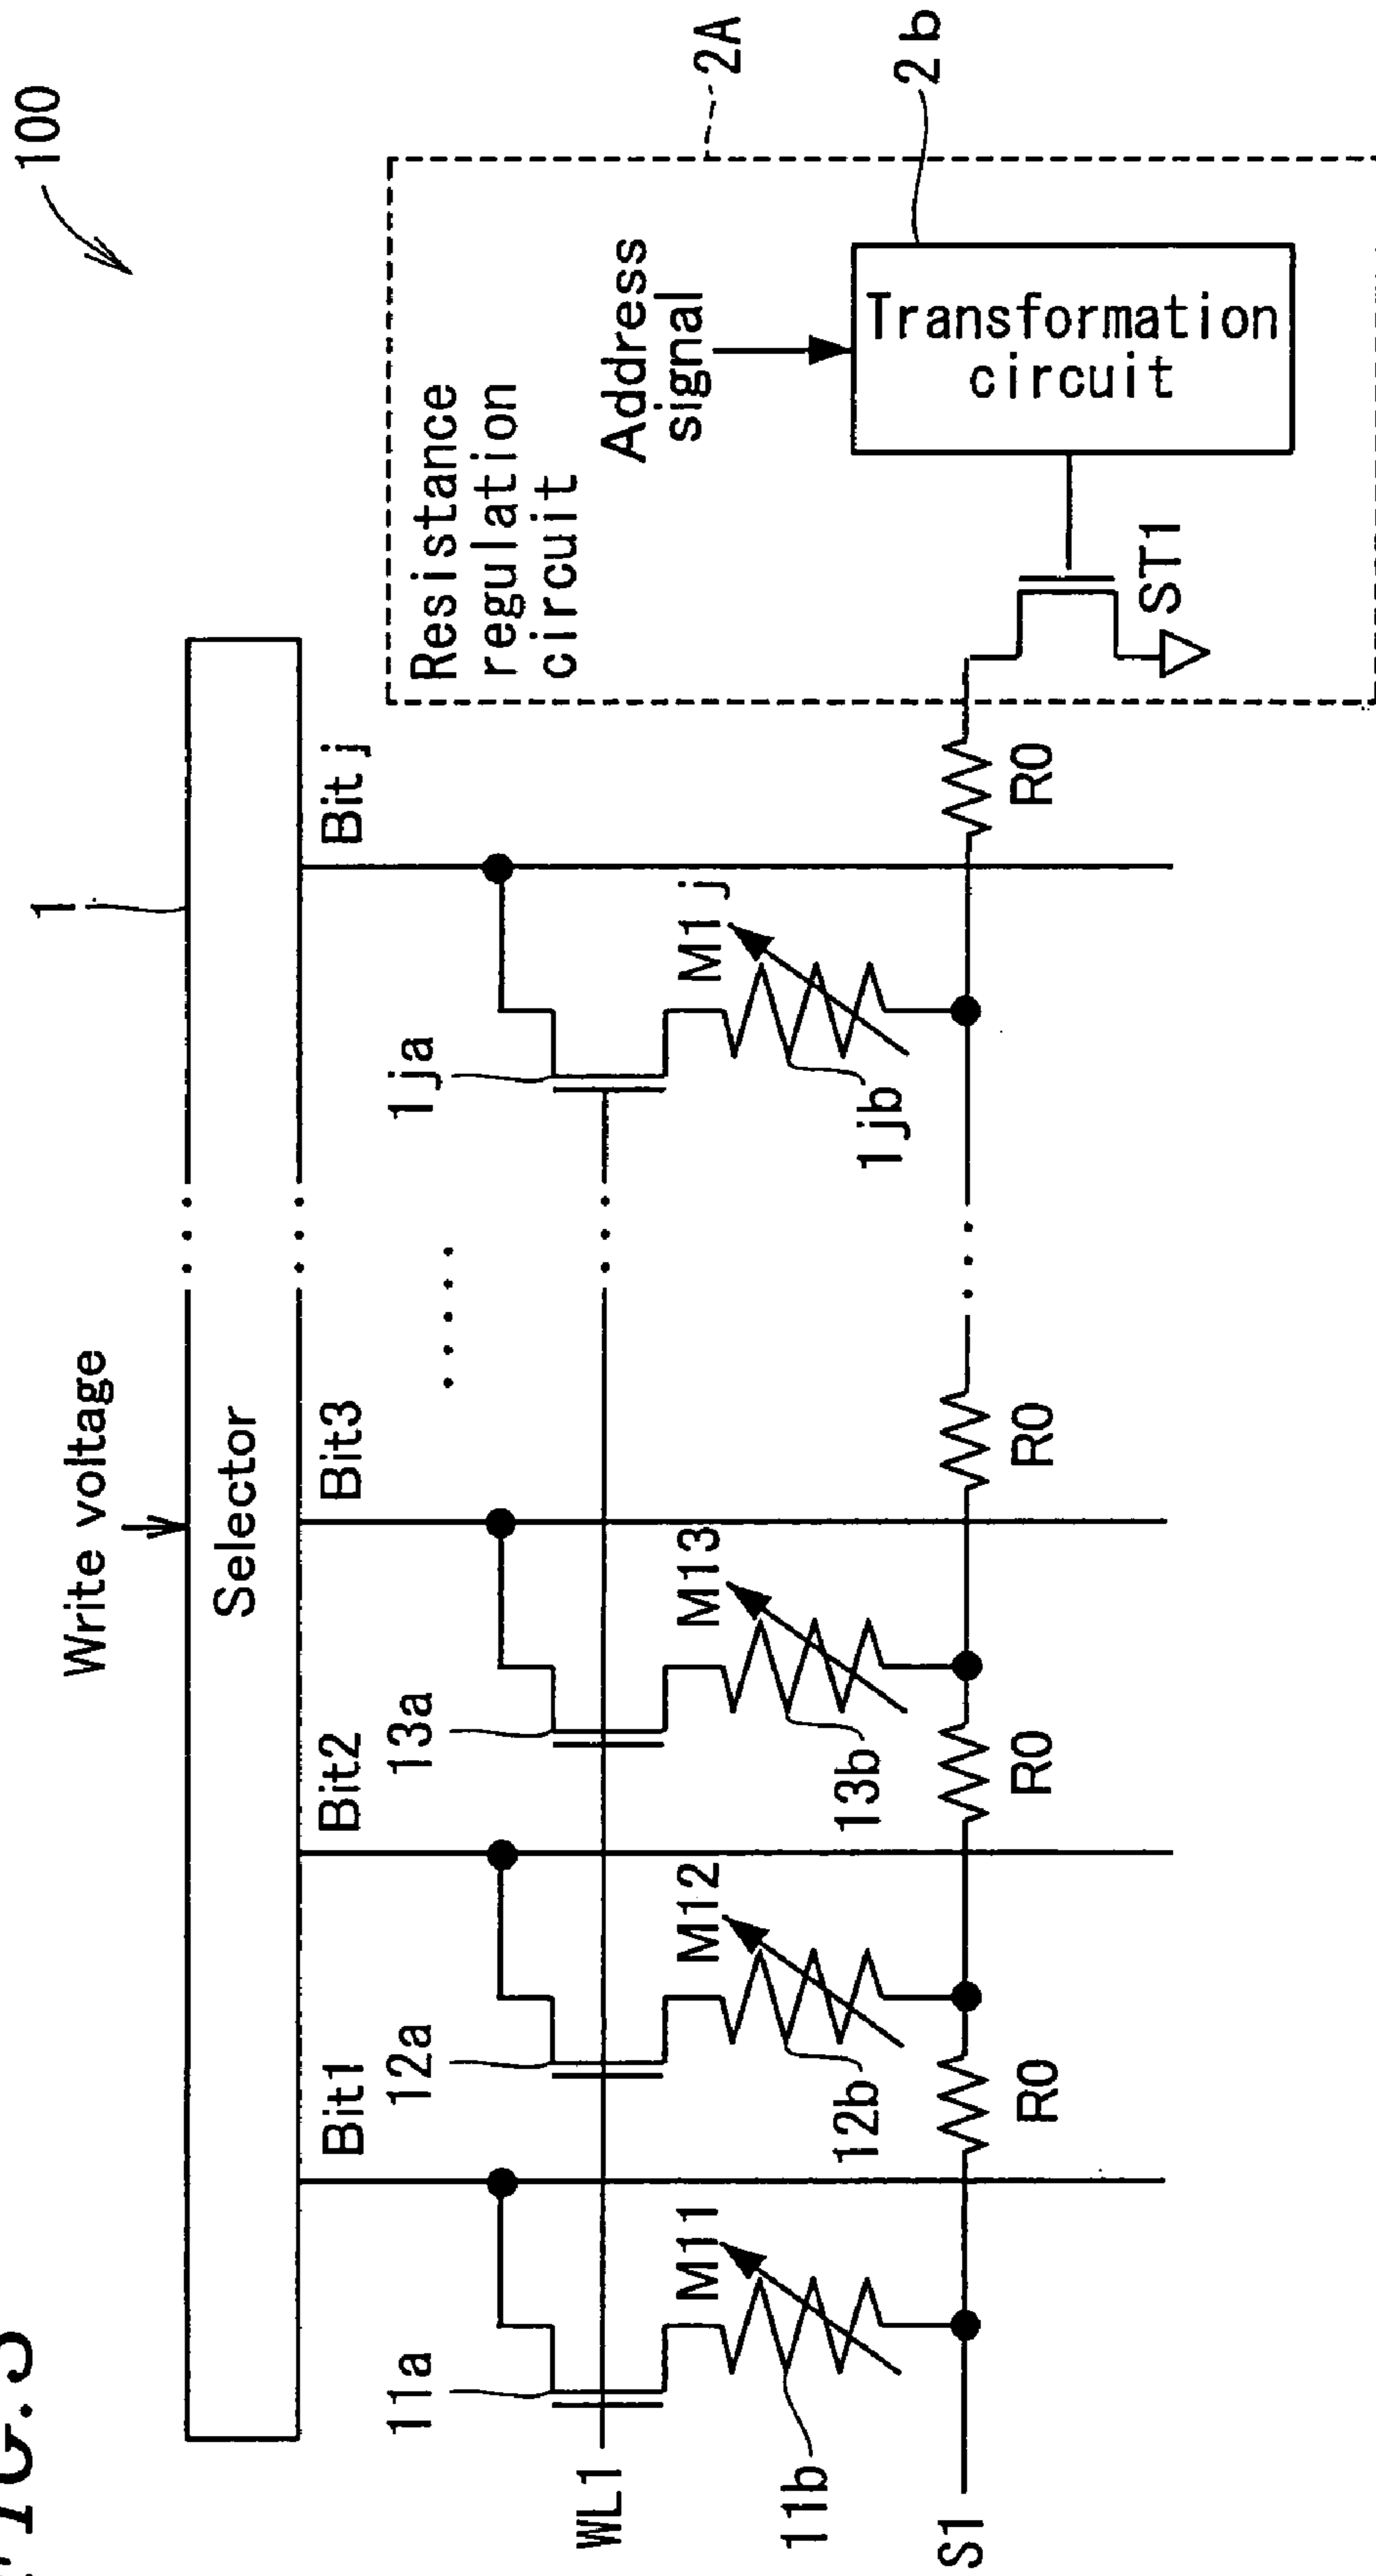 100
Write voltage
1
Selector
Bit1
Bit2
Bit3
Bit j
11a
12a
13a
1ja
WL1
M11
M12
M13
M1 j
11b
12b
13b
1jb
S1
R0
R0
R0
R0
Resistance
regulation
circuit
Address
signal
Transformation
circuit
ST1
2A
2b